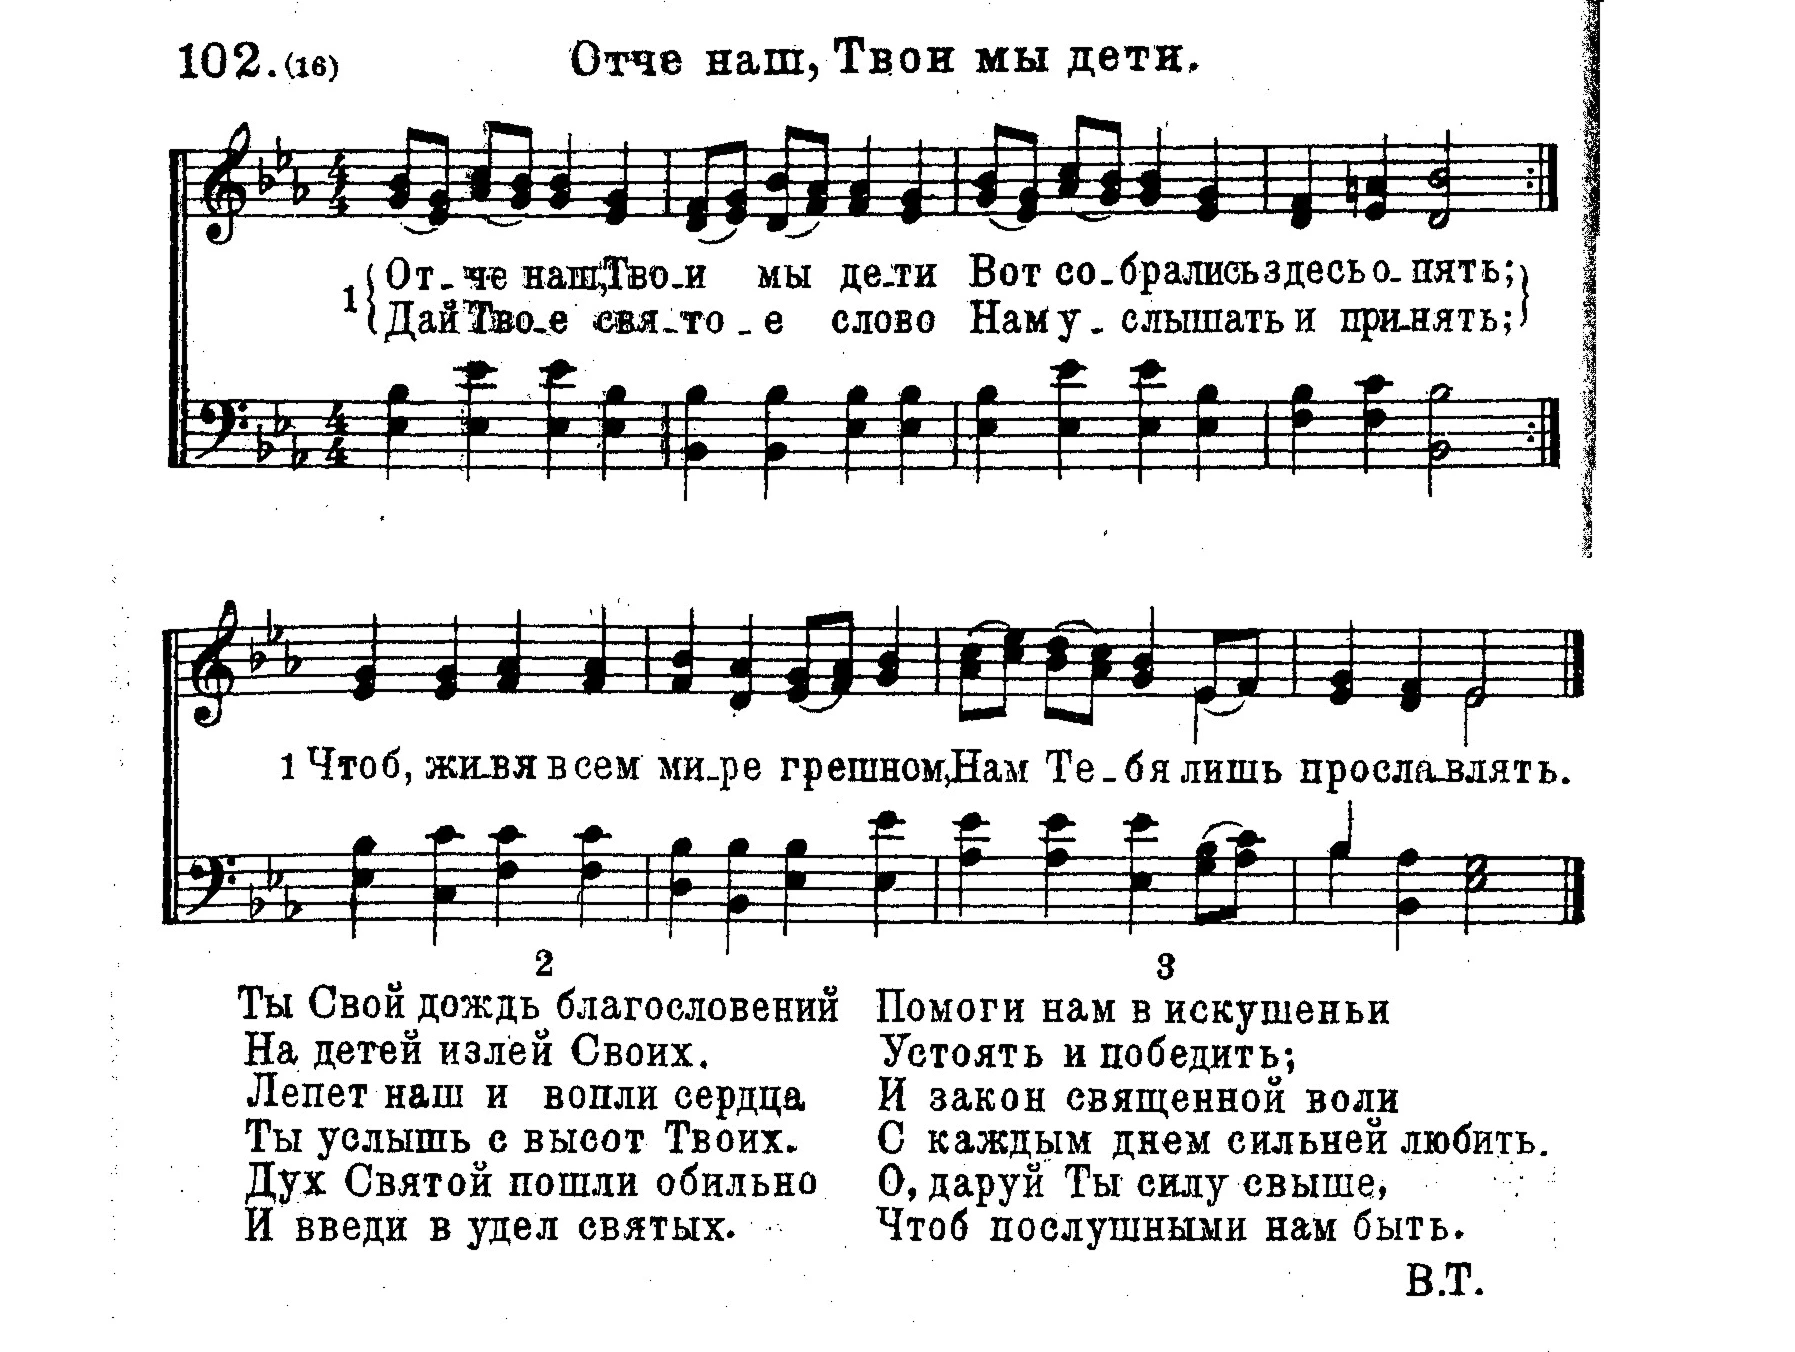 102.(16) Отче наш, Твои мы дети.
4 4
1 От-че наш, Тво-и мы де-ти Вот со-брались здесь о-пять;
Дай Тво-е свя-то-е слово Нам у-слышать и при-нять;
4 4
1 Чтоб, жи-вя в сем ми-ре грешном, Нам Те-бя лишь просла-влять.
2
Ты Свой дождь благословений
На детей излей Своих.
Лепет наш и вопли сердца
Ты услышь с высот Твоих.
Дух Святой пошли обильно
И введи в удел святых.
3
Помоги нам в искушеньи
Устоять и победить;
И закон священной воли
С каждым днем сильней любить.
О, даруй Ты силу свыше,
Чтоб послушными нам быть.
В.Т.